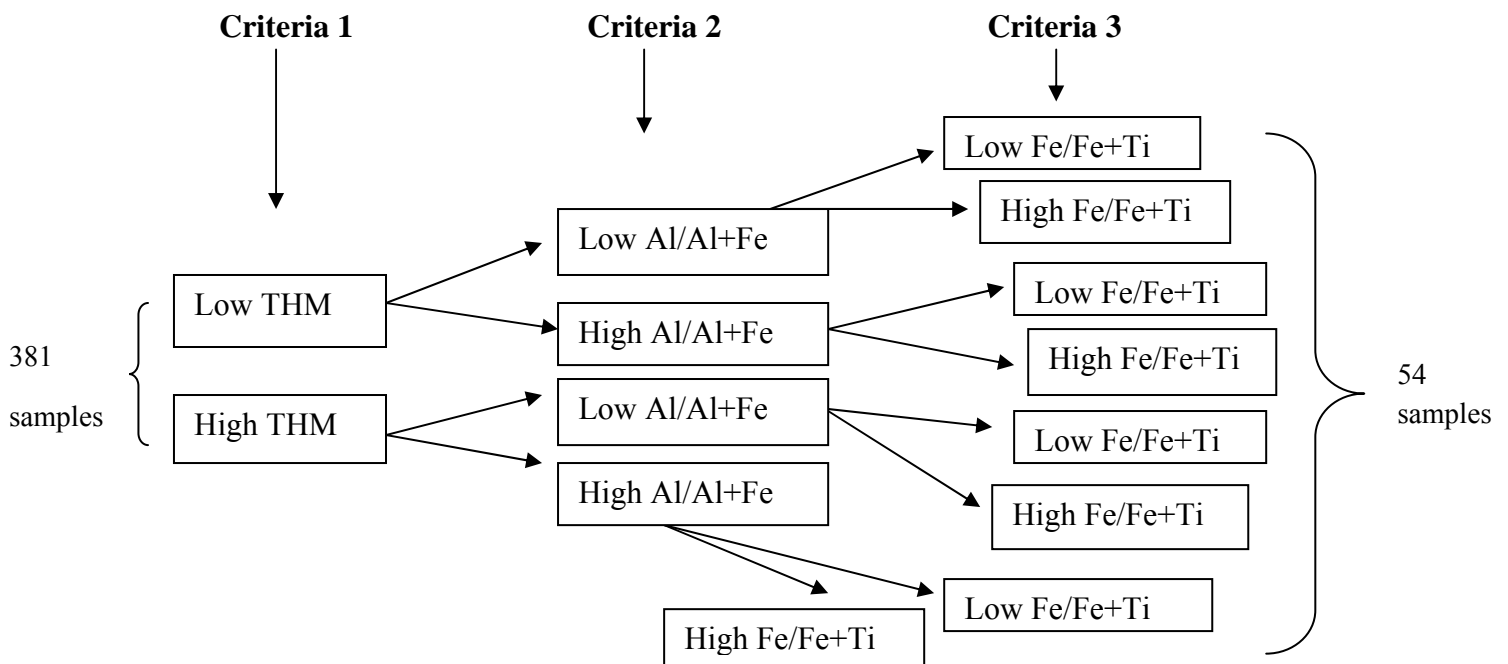 Criteria 1
Criteria 2
Criteria 3
Low Fe/Fe+Ti
High Fe/Fe+Ti
Low Al/Al+Fe
Low THM
Low Fe/Fe+Ti
High Al/Al+Fe
High Fe/Fe+Ti
381
samples
54
samples
Low Al/Al+Fe
High THM
Low Fe/Fe+Ti
High Al/Al+Fe
High Fe/Fe+Ti
Low Fe/Fe+Ti
High Fe/Fe+Ti